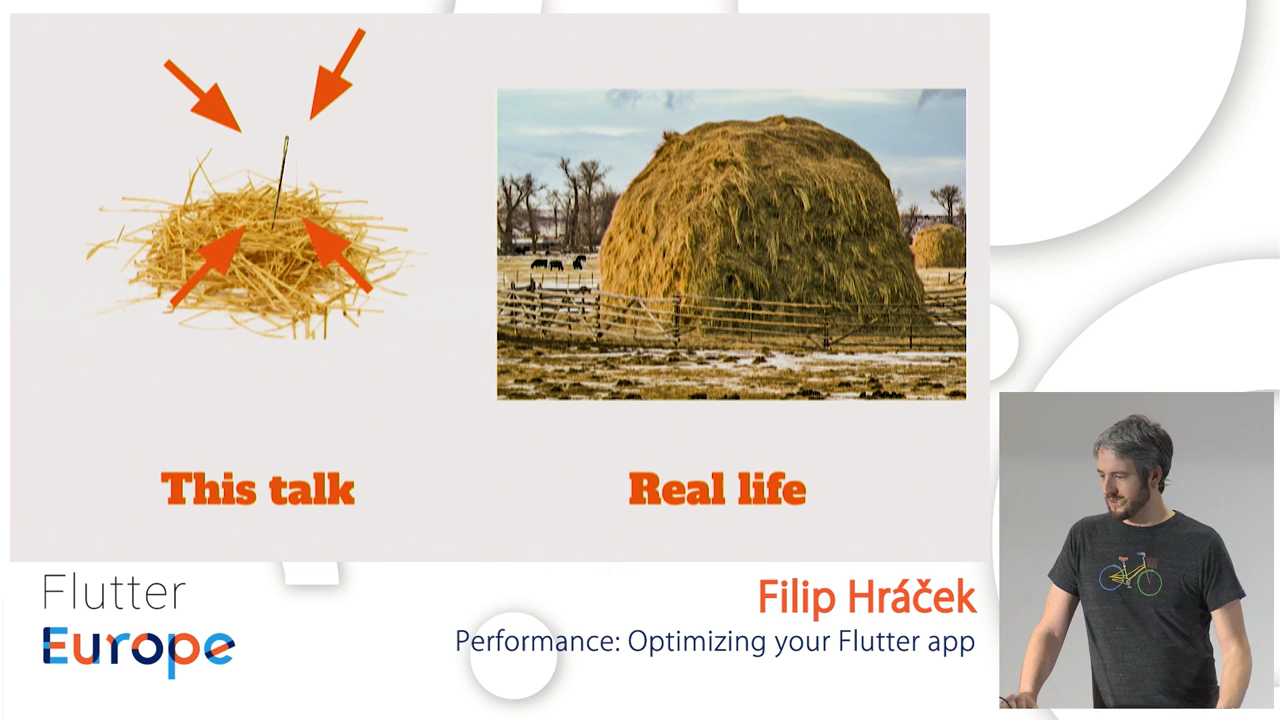 This talk
Real life
Flutter
Europe
Filip Hráček
Performance: Optimizing your Flutter app